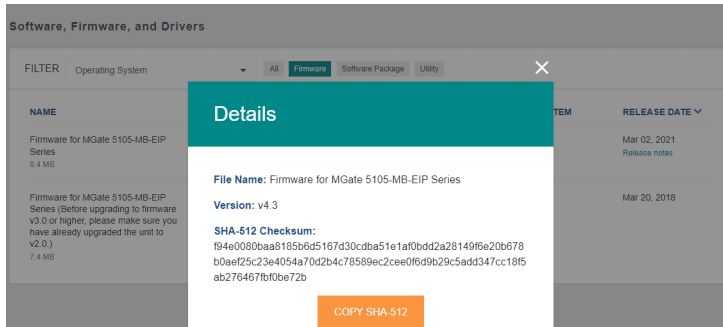 Software, Firmware, and Drivers
FILTER Operating System All Firmware Software Package Utility
Details
NAME TEM RELEASE DATE
Firmware for MGate 5105-MB-EIP
Series
8.4 MB
Mar 02, 2021
Release notes
Firmware for MGate 5105-MB-EIP
Series (Before upgrading to firmware
v3.0 or higher, please make sure you
have already upgraded the unit to
v2.0.)
7.4 MB
Mar 20, 2018
File Name: Firmware for MGate 5105-MB-EIP Series
Version: v4.3
SHA-512 Checksum:
f94e0080baa8185b6d5167d30cdba51e1af0bdd2a28149f6e20b678
b0aef25c23e4054a70d2b4c78589ec2cee0f6d9b29c5add347cc18f5
ab276467fbf0be72b
COPY SHA-512